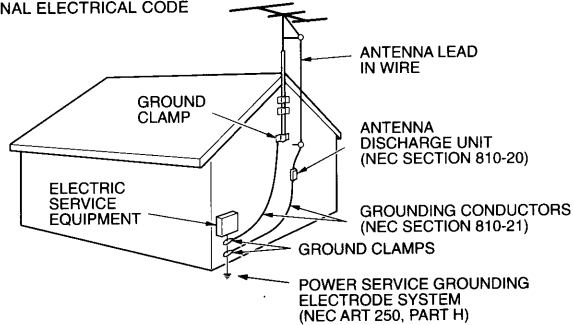 NAL ELECTRICAL CODE
ANTENNA LEAD
IN WIRE
GROUND
CLAMP
ANTENNA
DISCHARGE UNIT
(NEC SECTION 810-20)
ELECTRIC
SERVICE
EQUIPMENT
GROUNDING CONDUCTORS
(NEC SECTION 810-21)
GROUND CLAMPS
POWER SERVICE GROUNDING
ELECTRODE SYSTEM
(NEC ART 250, PART H)